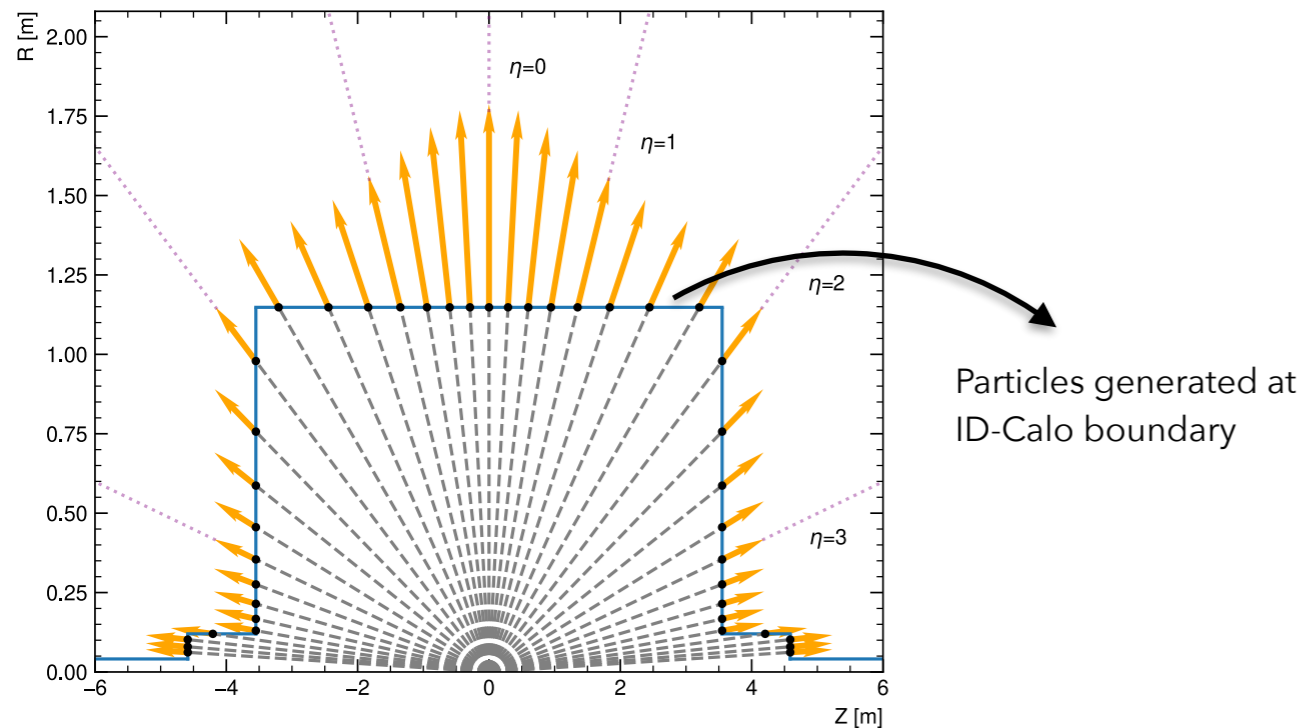 R [m]
2.00
1.75
1.50
1.25
1.00
0.75
0.50
0.25
0.00
η=0
η=1
η=2
η=3
Particles generated at
ID-Calo boundary
−6
−4
−2
0
2
4
6
Z [m]